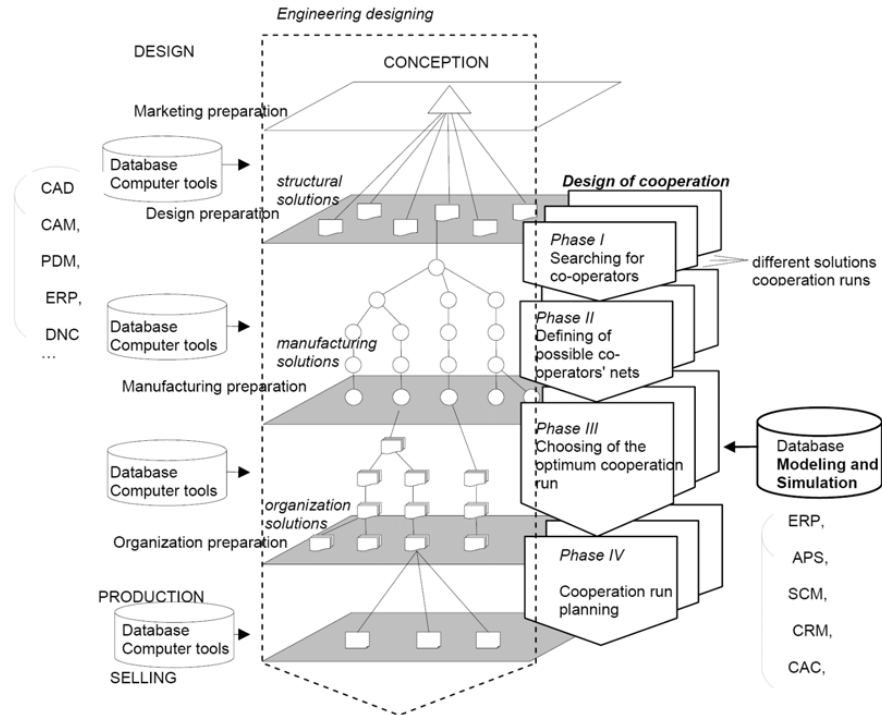 Engineering designing
DESIGN
CONCEPTION
Marketing preparation
Database
Computer tools
structural
solutions
Design preparation
CAD
CAM,
PDM,
ERP,
DNC
...
Design of cooperation
Phase I
Searching for
co-operators
different solutions
cooperation runs
Database
Computer tools
manufacturing
solutions
Manufacturing preparation
Phase II
Defining of
possible co-
operators' nets
Phase III
Choosing of the
optimum cooperation
run
Database
Modeling and
Simulation
Database
Computer tools
organization
solutions
Organization preparation
Phase IV
Cooperation run
planning
ERP,
APS,
SCM,
CRM,
CAC,
PRODUCTION
Database
Computer tools
SELLING